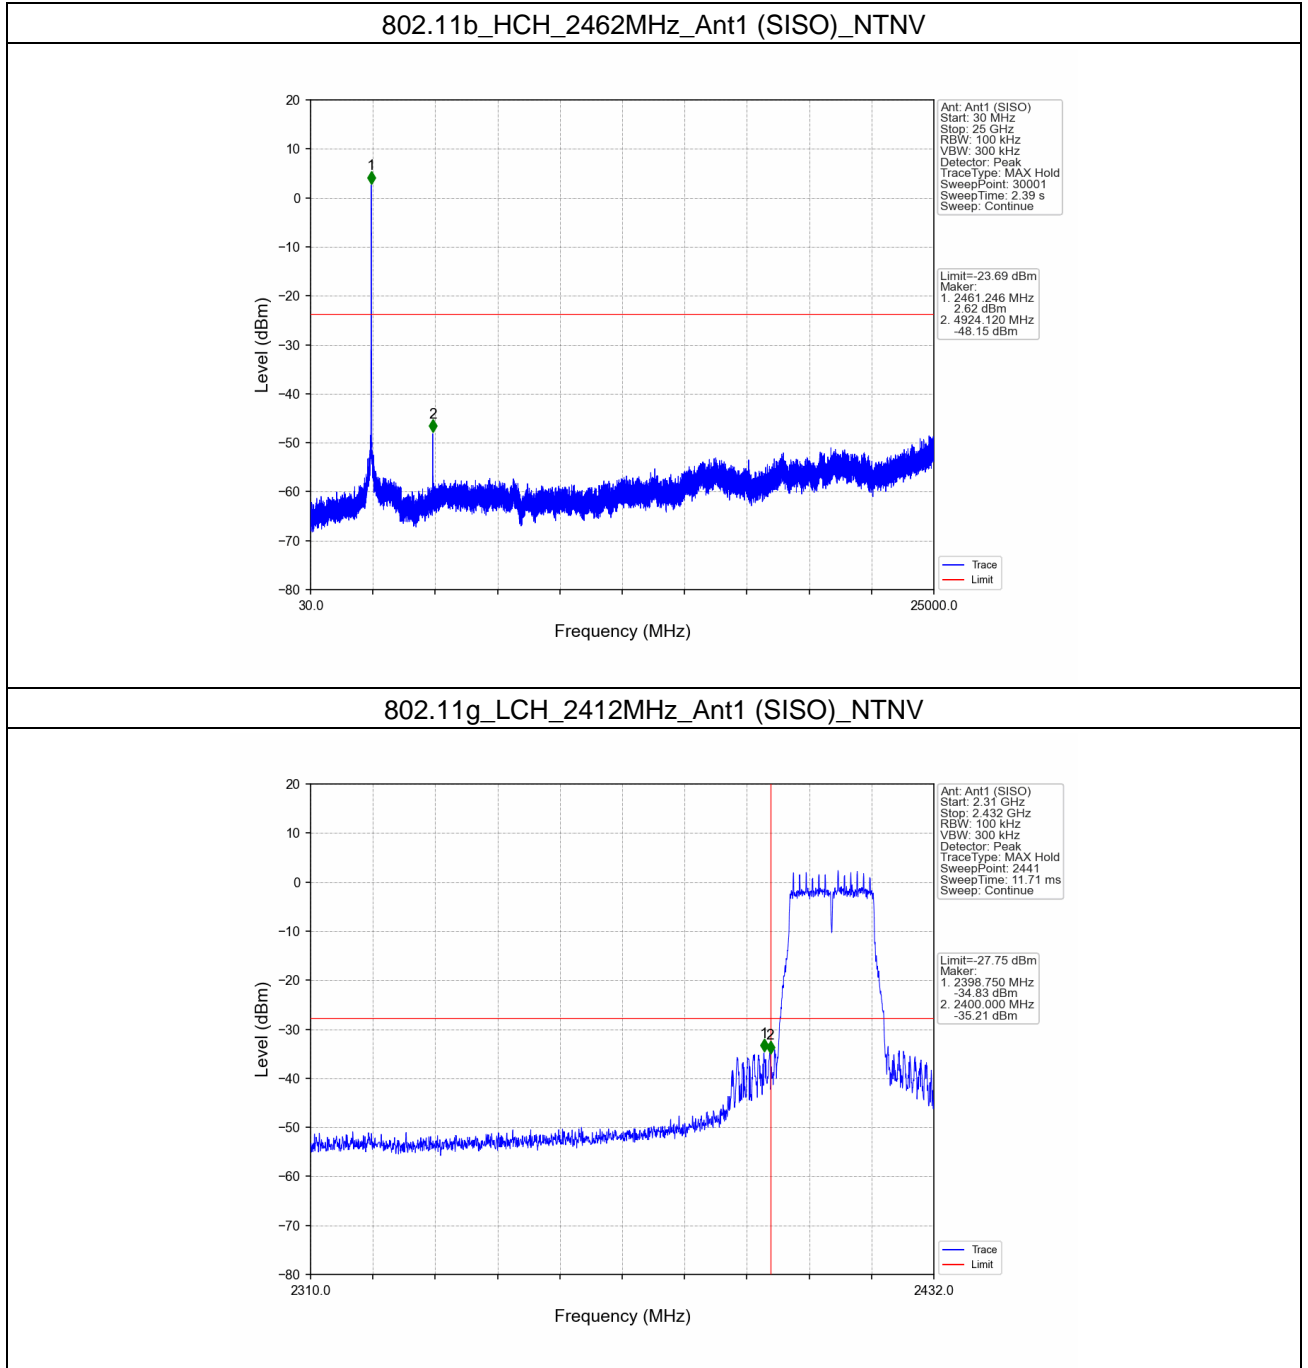 802.11b_HCH_2462MHz_Ant1 (SISO)_NTNV
20
10
0
−10
−20
−30
−40
−50
−60
−70
−80
Level (dBm)
1
2
30.0
25000.0
Frequency (MHz)
Ant: Ant1 (SISO)
Start: 30 MHz
Stop: 25 GHz
RBW: 100 kHz
VBW: 300 kHz
Detector: Peak
TraceType: MAX Hold
SweepPoint: 30001
SweepTime: 2.39 s
Sweep: Continue
Limit=-23.69 dBm
Maker:
1. 2461.246 MHz
2.62 dBm
2. 4924.120 MHz
-48.15 dBm
Trace
Limit
802.11g_LCH_2412MHz_Ant1 (SISO)_NTNV
20
10
0
−10
−20
−30
−40
−50
−60
−70
−80
Level (dBm)
1
2
2310.0
2432.0
Frequency (MHz)
Ant: Ant1 (SISO)
Start: 2.31 GHz
Stop: 2.432 GHz
RBW: 100 kHz
VBW: 300 kHz
Detector: Peak
TraceType: MAX Hold
SweepPoint: 2441
SweepTime: 11.71 ms
Sweep: Continue
Limit=-27.75 dBm
Maker:
1. 2398.750 MHz
-34.83 dBm
2. 2400.000 MHz
-35.21 dBm
Trace
Limit